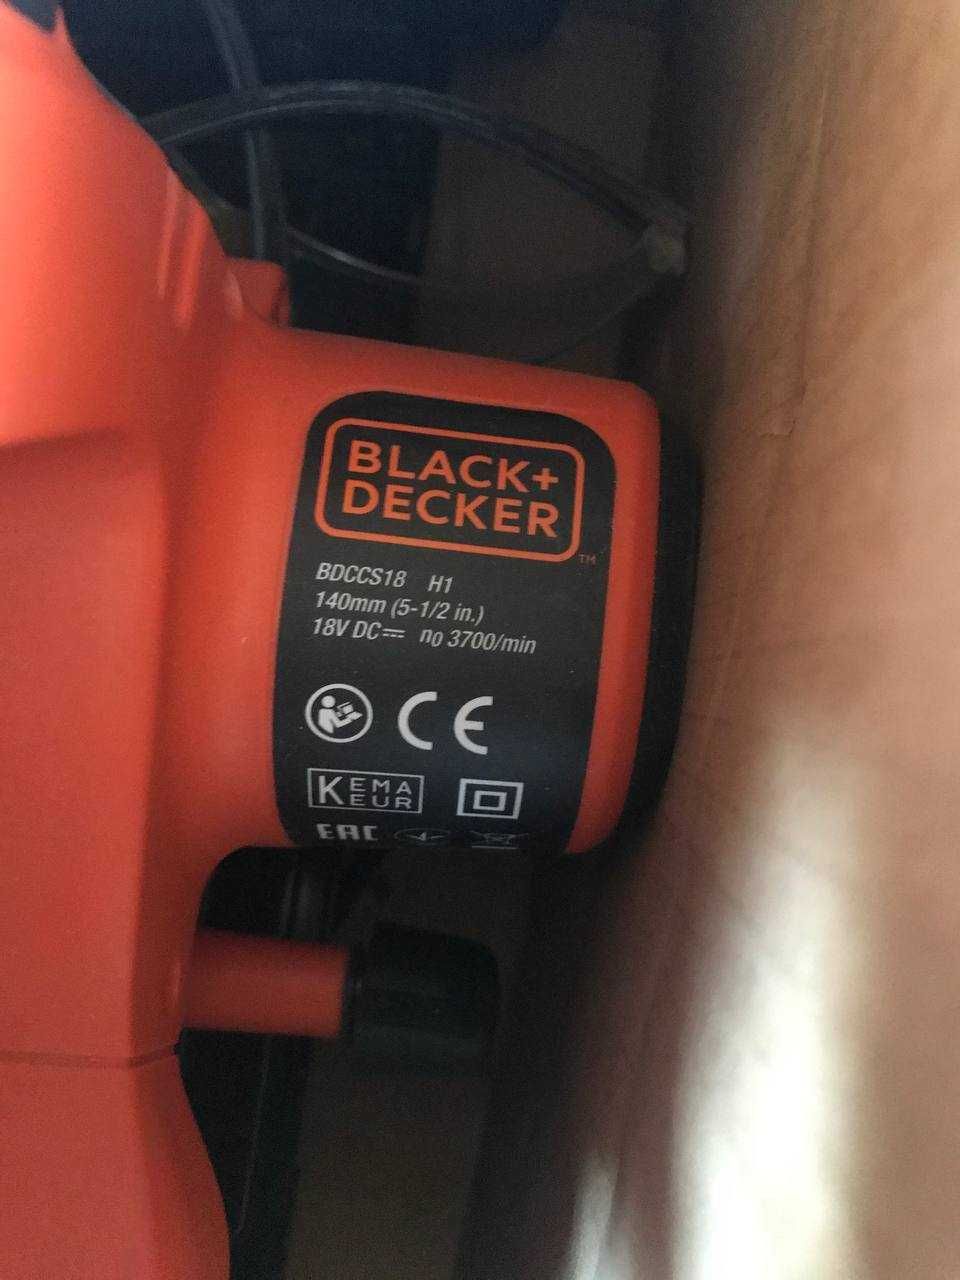 BLACK+
DECKER
TM
BDCCS18 H1
140mm (5-1/2 in.)
18V DC⎓ n0 3700/min
CE
KEMA
EUR
EAC